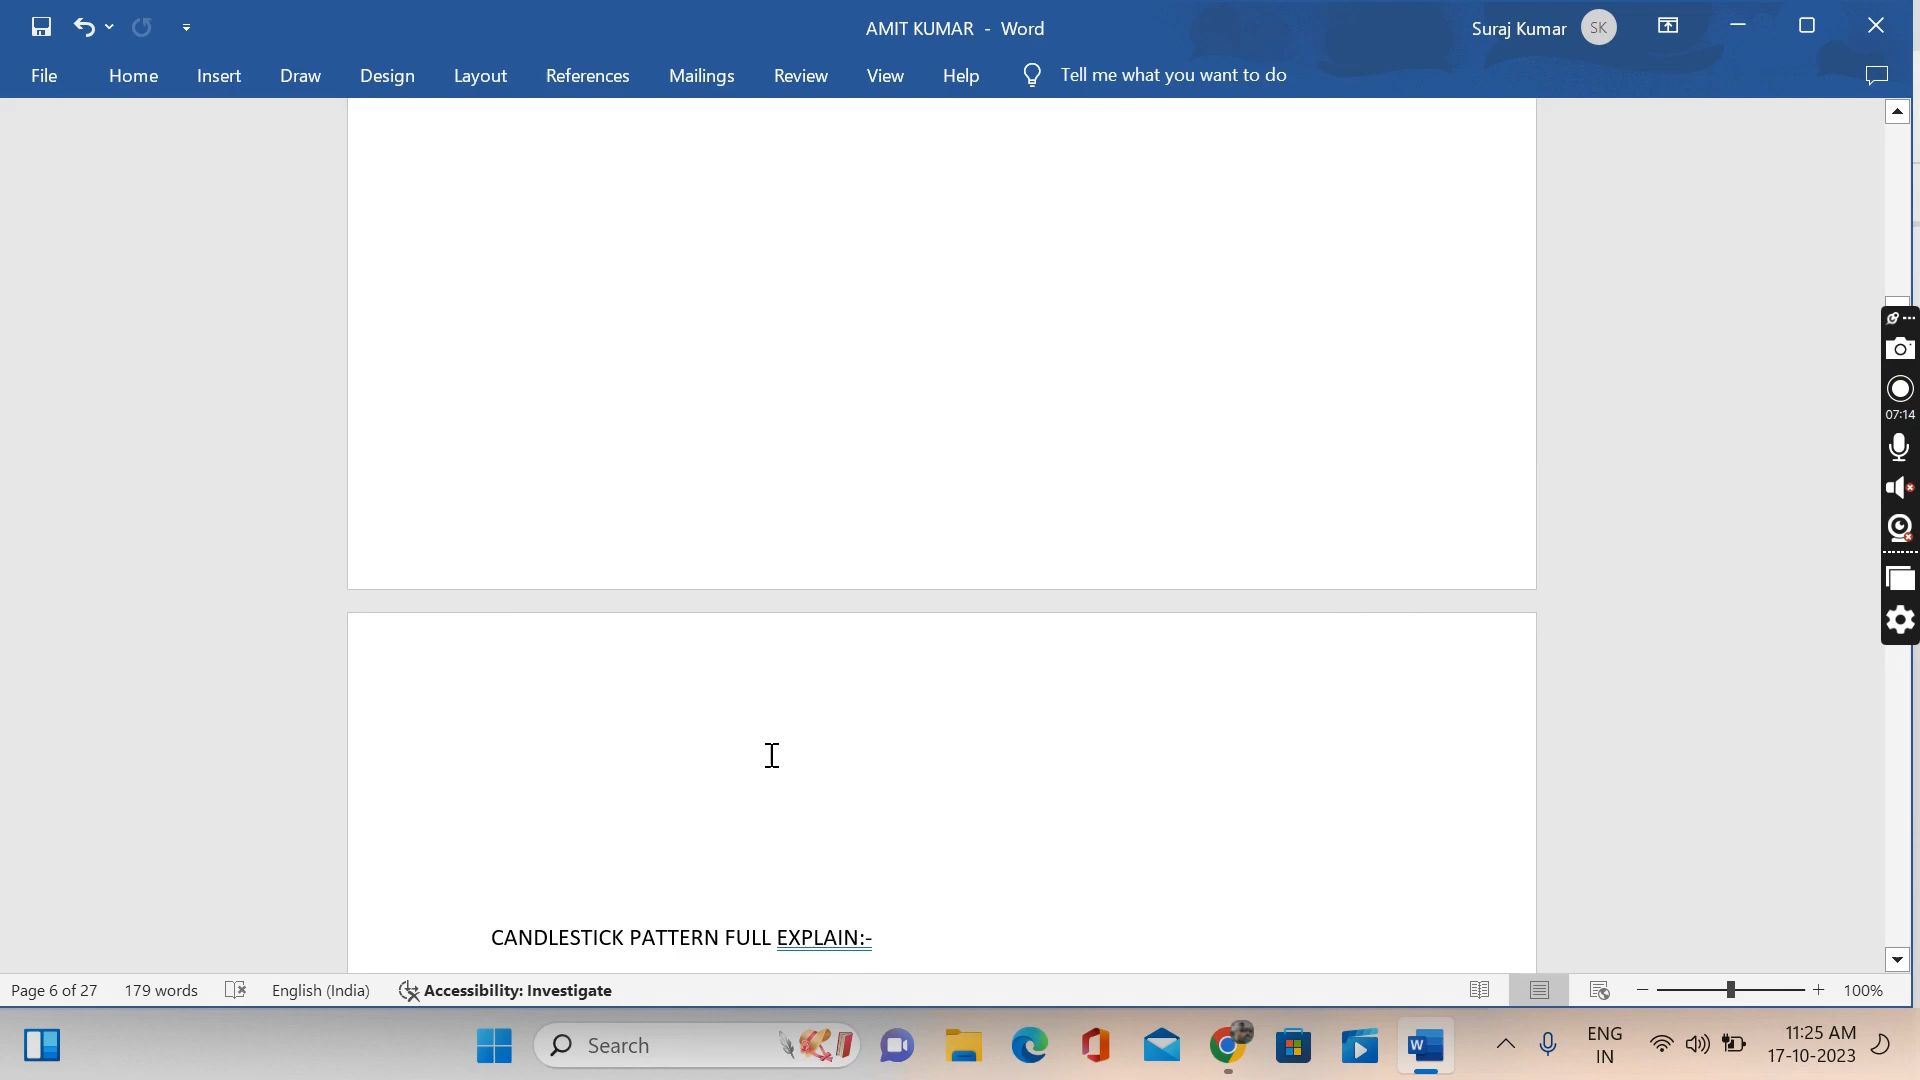 AMIT KUMAR - Word
Suraj Kumar
SK
File
Home
Insert
Draw
Design
Layout
References
Mailings
Review
View
Help
Tell me what you want to do
07:14
CANDLESTICK PATTERN FULL EXPLAIN:-
Page 6 of 27
179 words
English (India)
Accessibility: Investigate
100%
Search
W
ENG
IN
11:25 AM
17-10-2023